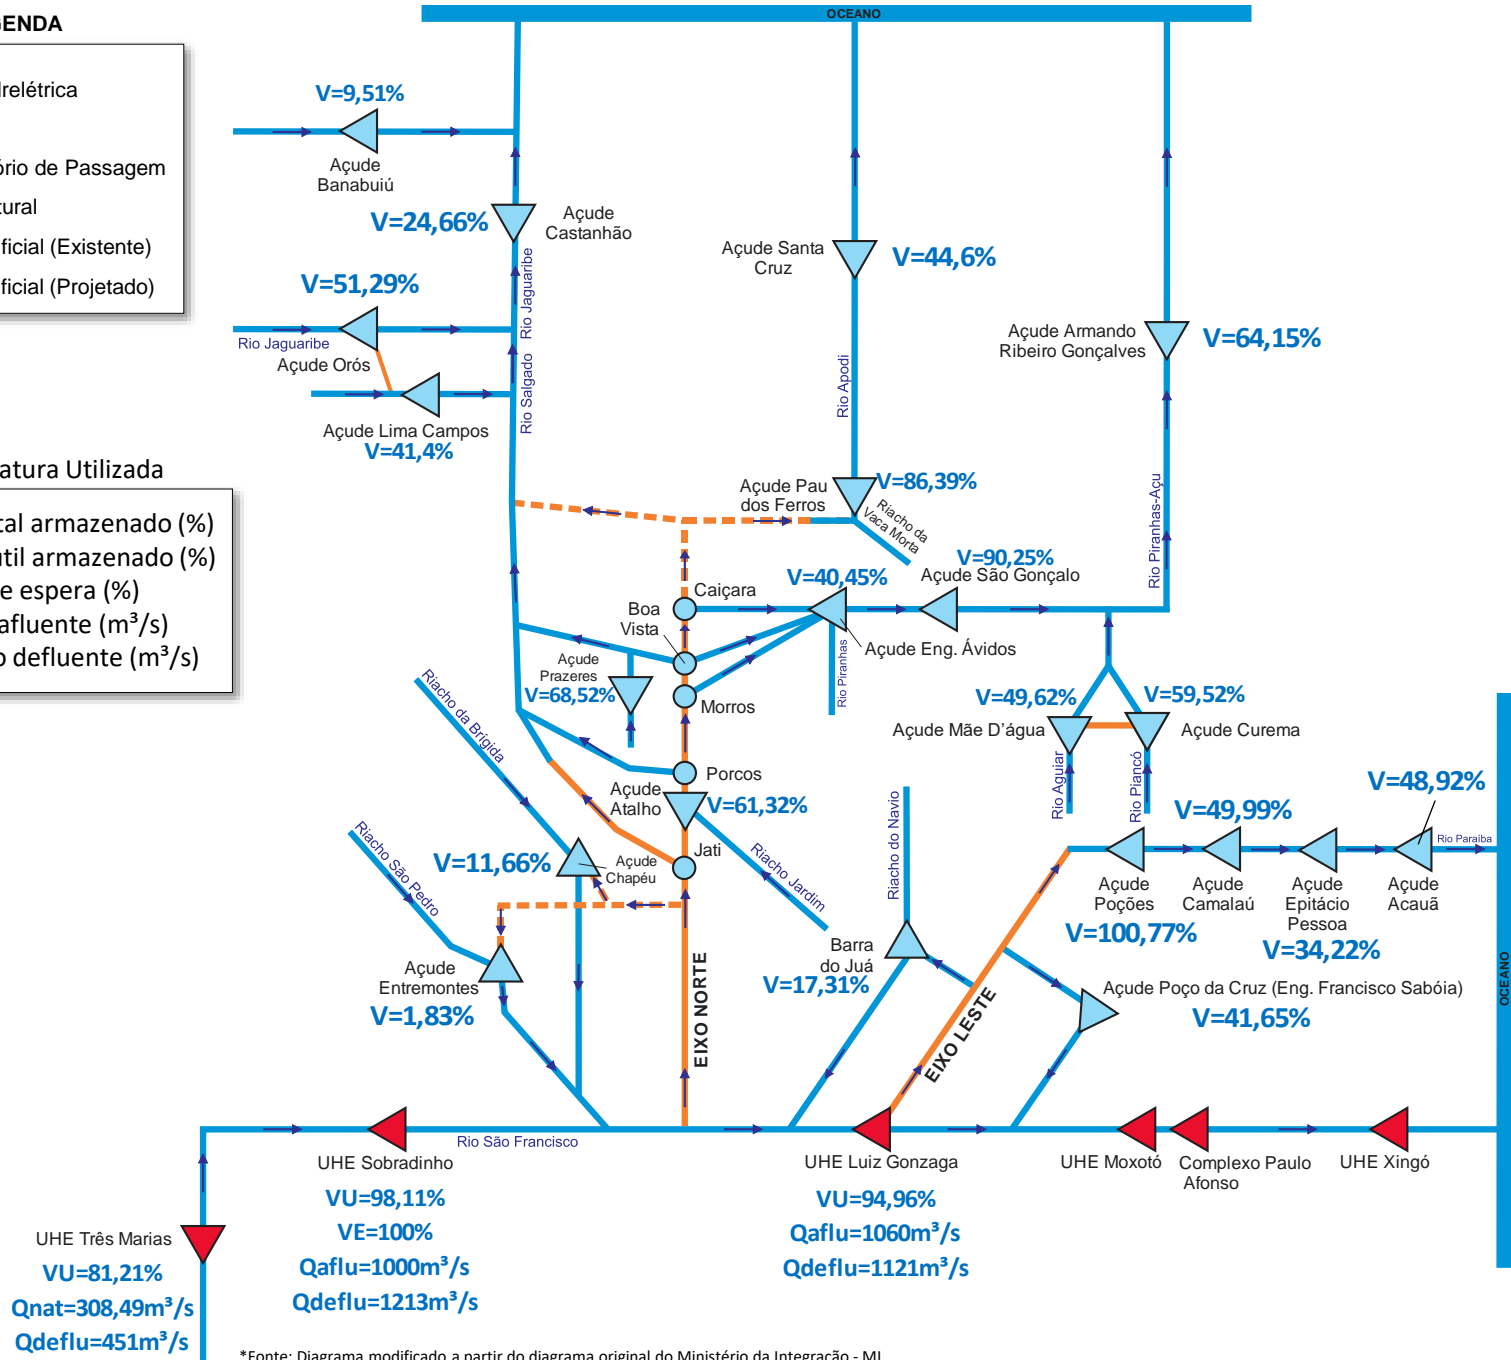 OCEANO
GENDA
drelétrica
ório de Passagem
tural
ificial (Existente)
ificial (Projetado)
V=9,51%
Açude
Banabuiú
V=24,66%
Açude
Castanhão
V=51,29%
Rio Jaguaribe
Açude Orós
Rio Jaguaribe
Rio Salgado
Açude Lima Campos
V=41,4%
Açude Santa
Cruz
V=44,6%
Rio Apodi
Açude Armando
Ribeiro Gonçalves
V=64,15%
Rio Piranhas-Açu
atura Utilizada
tal armazenado (%)
útil armazenado (%)
e espera (%)
afluente (m³/s)
o defluente (m³/s)
Açude Pau
dos Ferros
V=86,39%
Riacho da
Vaca Morta
V=90,25%
Açude São Gonçalo
V=40,45%
Caiçara
Boa
Vista
Açude Eng. Ávidos
Rio Piranhas
Açude
Prazeres
V=68,52%
Morros
Riacho da Brigida
Porcos
Açude
Atalho
V=61,32%
V=49,62%
V=59,52%
Açude Mãe D'água
Açude Curema
Rio Aguiar
Rio Piancó
V=48,92%
V=49,99%
Rio Paraiba
Riacho São Pedro
V=11,66%
Açude
Chapéu
Jati
Riacho Jardim
Riacho do Navio
Açude
Poções
V=100,77%
Açude
Camalaú
Açude
Epitácio
Pessoa
V=34,22%
Açude
Acauã
Açude
Entremontes
V=1,83%
EIXO NORTE
Barra
do Juá
V=17,31%
EIXO LESTE
Açude Poço da Cruz (Eng. Francisco Sabóia)
V=41,65%
OCEANO
Rio São Francisco
UHE Sobradinho
VU=98,11%
VE=100%
Qaflu=1000m³/s
Qdeflu=1213m³/s
UHE Luiz Gonzaga
VU=94,96%
Qaflu=1060m³/s
Qdeflu=1121m³/s
UHE Moxotó
Complexo Paulo
Afonso
UHE Xingó
UHE Três Marias
VU=81,21%
Qnat=308,49m³/s
Qdeflu=451m³/s
*Fonte: Diagrama modificado a partir do diagrama original do Ministério da Integração - MI